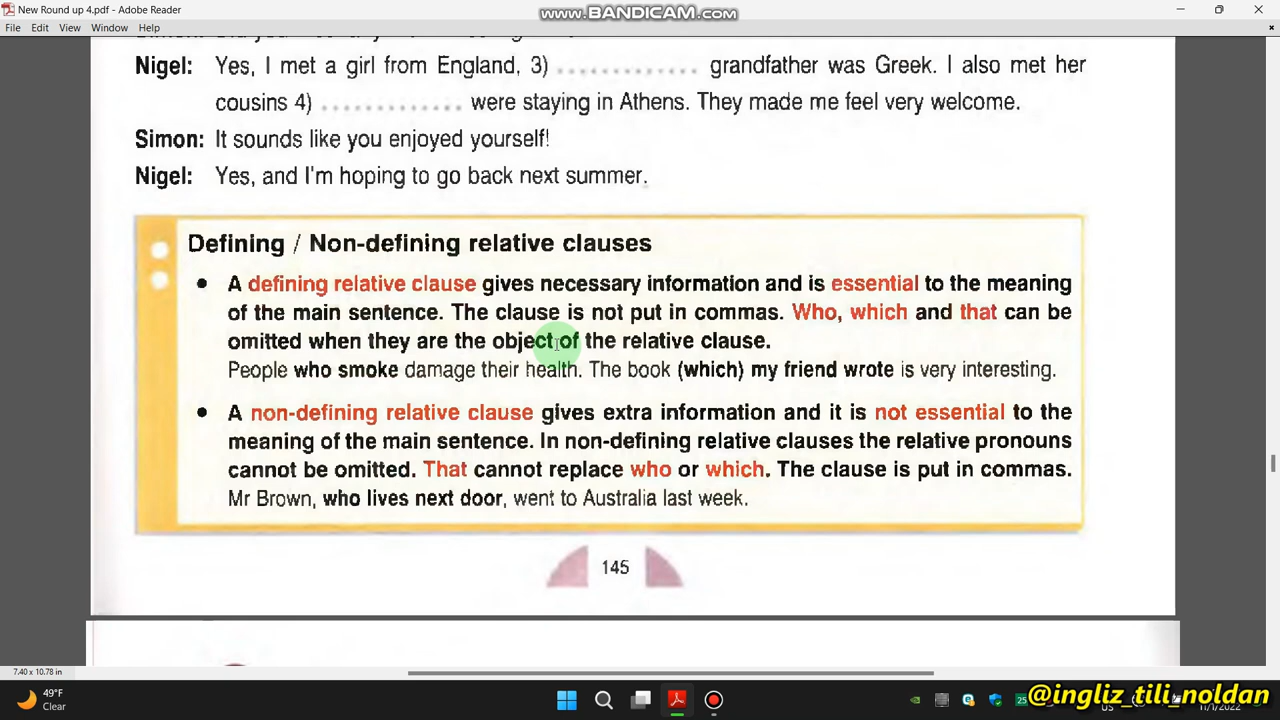 New Round up 4.pdf - Adobe Reader
www.BANDICAM.com
File Edit View Window Help
Nigel: Yes, I met a girl from England, 3) .............. grandfather was Greek. I also met her
cousins 4) .............. were staying in Athens. They made me feel very welcome.
Simon: It sounds like you enjoyed yourself!
Nigel: Yes, and I'm hoping to go back next summer.
Defining / Non-defining relative clauses
• A defining relative clause gives necessary information and is essential to the meaning
of the main sentence. The clause is not put in commas. Who, which and that can be
omitted when they are the object of the relative clause.
People who smoke damage their health. The book (which) my friend wrote is very interesting.
• A non-defining relative clause gives extra information and it is not essential to the
meaning of the main sentence. In non-defining relative clauses the relative pronouns
cannot be omitted. That cannot replace who or which. The clause is put in commas.
Mr Brown, who lives next door, went to Australia last week.
145
7.40 x 10.78 in
49°F
Clear
25
@ingliz_tili_noldan